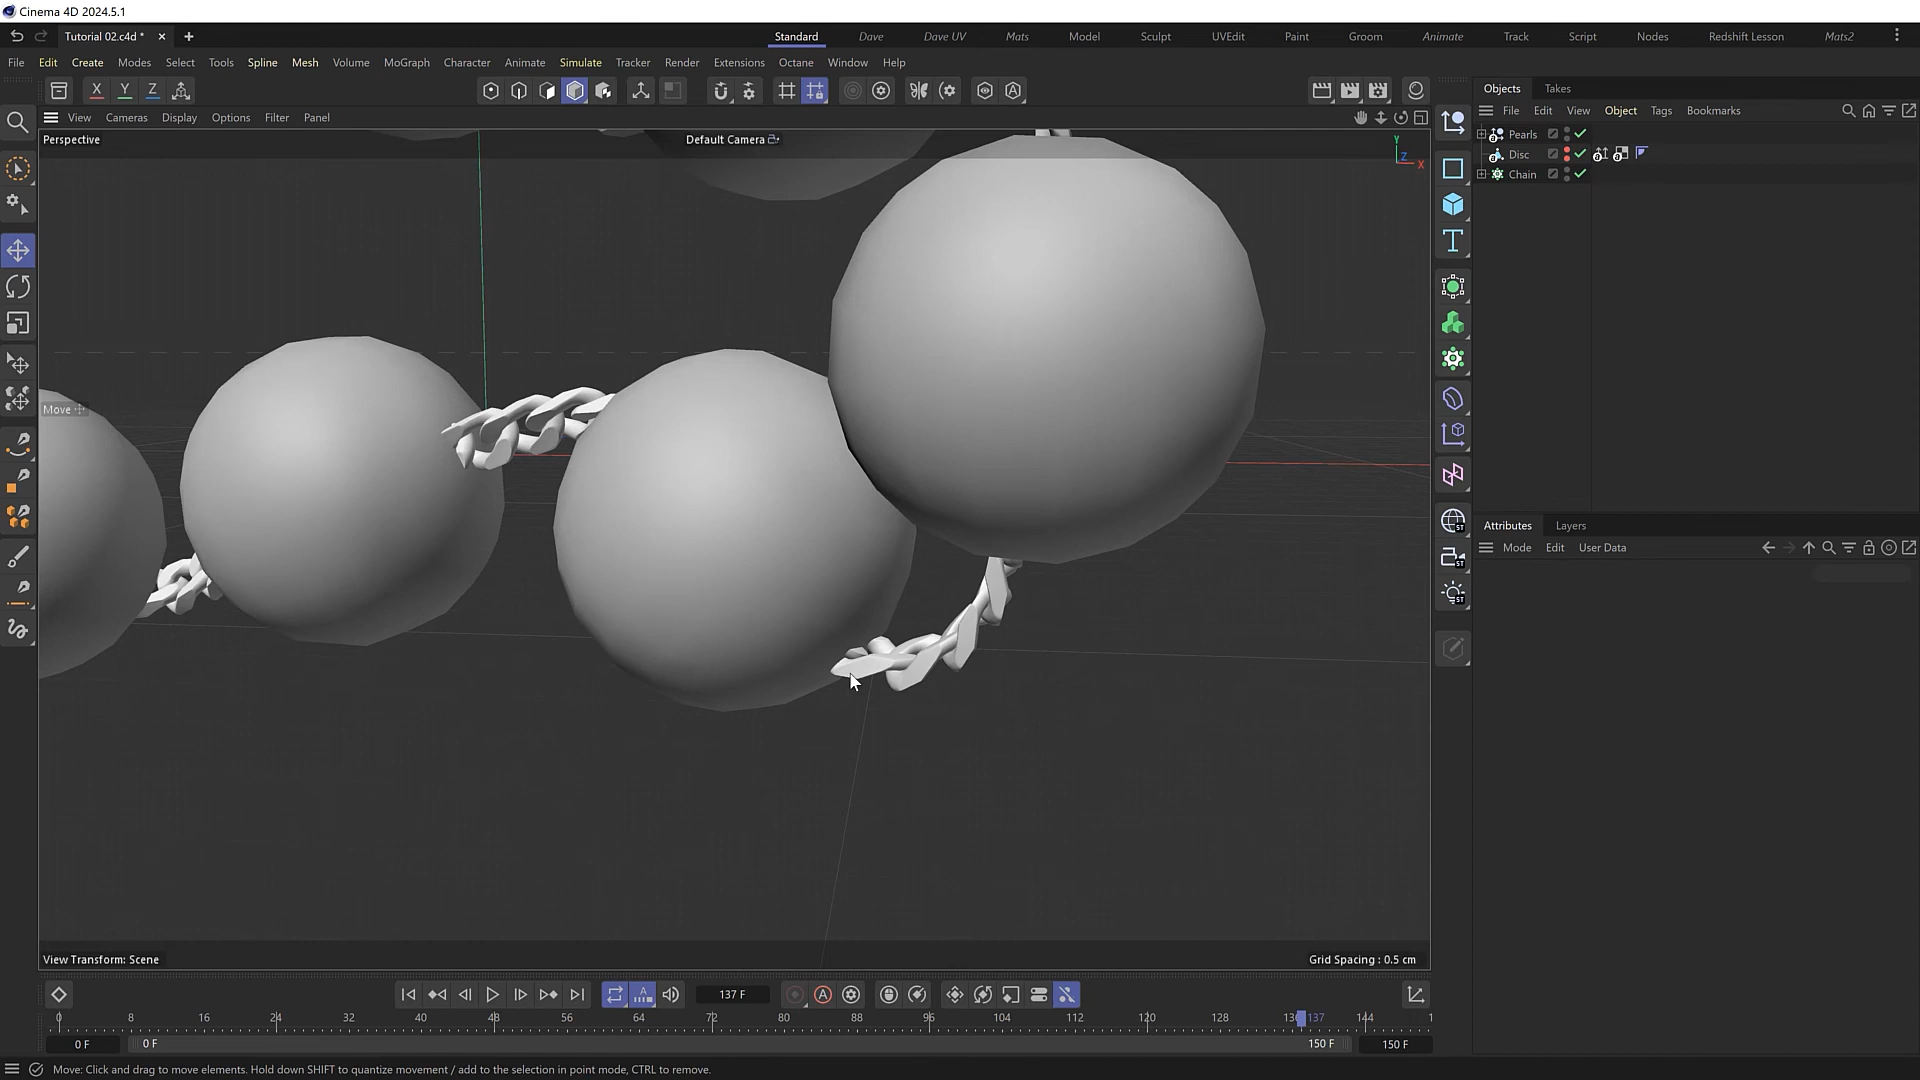 Cinema 4D 2024.5.1
Tutorial 02.c4d *
Standard Dave Dave UV Mats Model Sculpt UVEdit Paint Groom Animate Track Script Nodes Redshift Lesson Mats2
File Edit Create Modes Select Tools Spline Mesh Volume MoGraph Character Animate Simulate Tracker Render Extensions Octane Window Help
X Y Z
Objects Takes
View Cameras Display Options Filter Panel
File Edit View Object Tags Bookmarks
Perspective
Default Camera
Y
Z
X
Pearls
Disc
Chain
Move
ST
Attributes Layers
ST
Mode Edit User Data
ST
View Transform: Scene
Grid Spacing : 0.5 cm
137 F
0 8 16 24 32 40 48 56 64 72 80 88 96 104 112 120 128 137 144
0 F 0 F 150 F 150 F
Move: Click and drag to move elements. Hold down SHIFT to quantize movement / add to the selection in point mode, CTRL to remove.